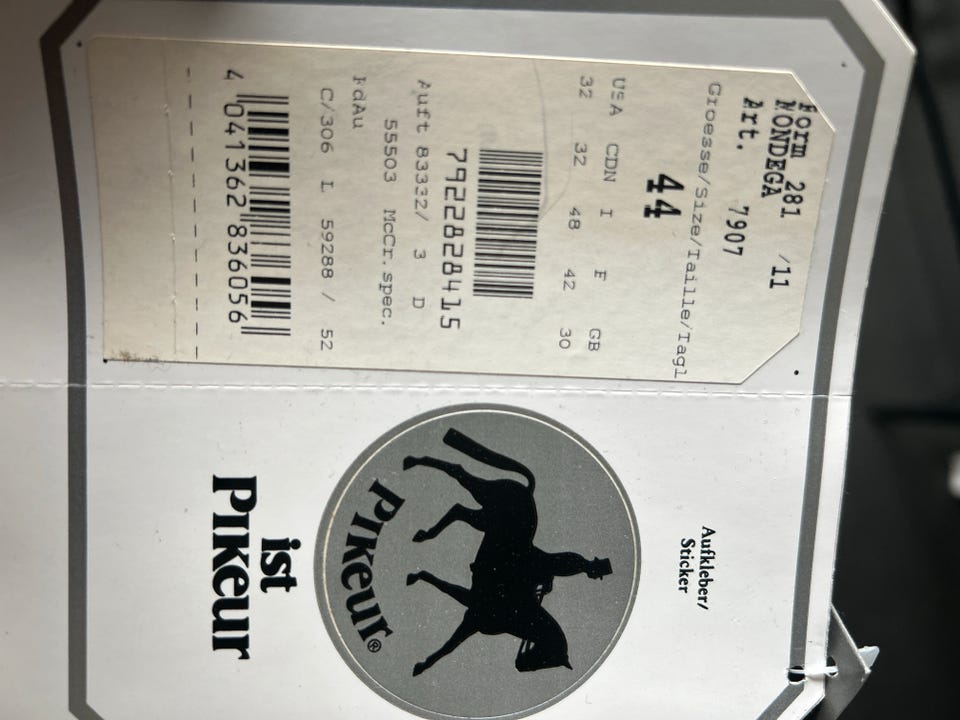 Form 281 /11
MONDEGA
Art. 7907
Groesse/Size/Taille/Tagl
44
USA CDN I F GB
32 32 48 42 30
7922828415
Auft 83332/ 3 D
55503 McCr.spec.
FdAu
C/306 L 59288 / 52
4 041362 836056
Aufkleber/
Sticker
PIKEUR®
ist
PIKEUR